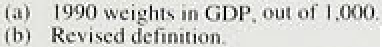 (a) 1990 weights in GDP, out of 1,000.
(b) Revised definition.